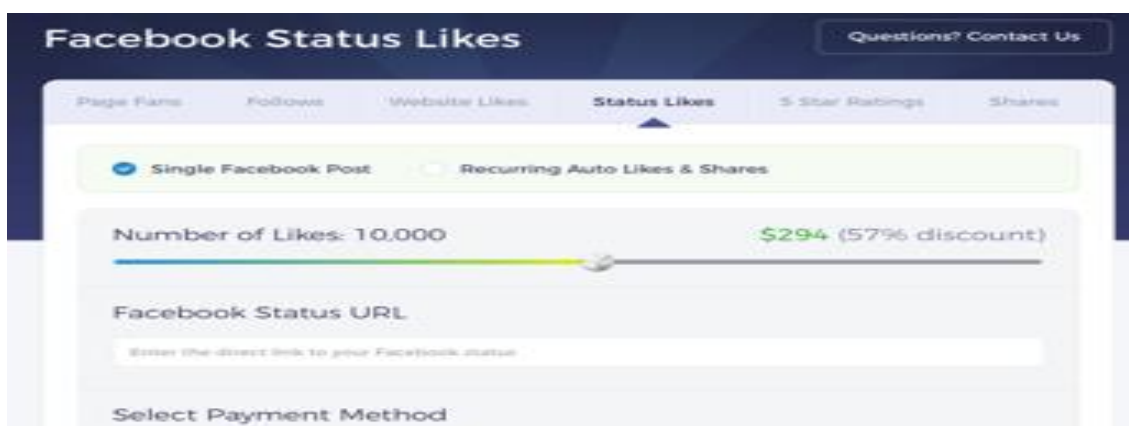 Facebook Status Likes
Questions? Contact Us
Page Fans Follows Website Likes Status Likes 5 Star Ratings Shares
Single Facebook Post Recurring Auto Likes & Shares
Number of Likes: 10,000 $294 (57% discount)
Facebook Status URL
Enter the direct link to your Facebook status
Select Payment Method